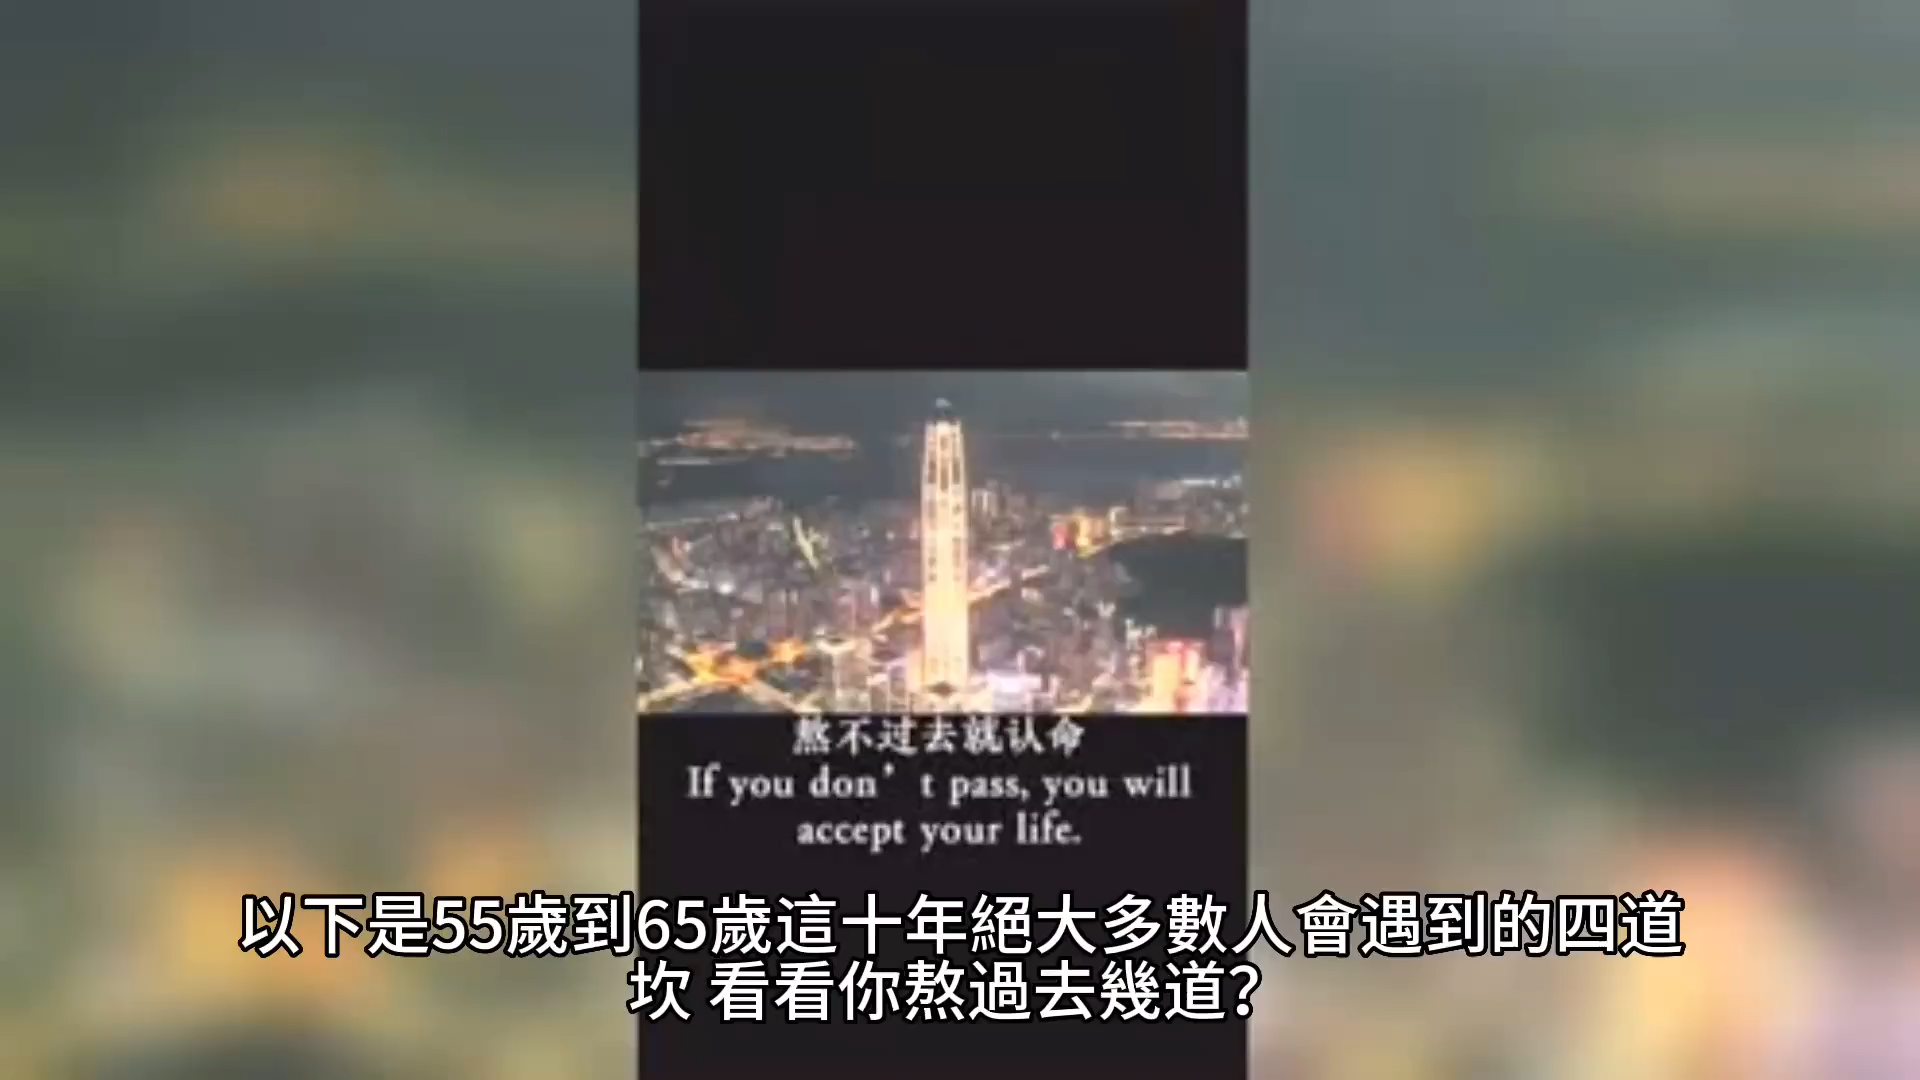 熬不过去就认命
If you don’t pass, you will
accept your life.
以下是55歲到65歲這十年絕大多數人會遇到的四道
坎 看看你熬過去幾道？